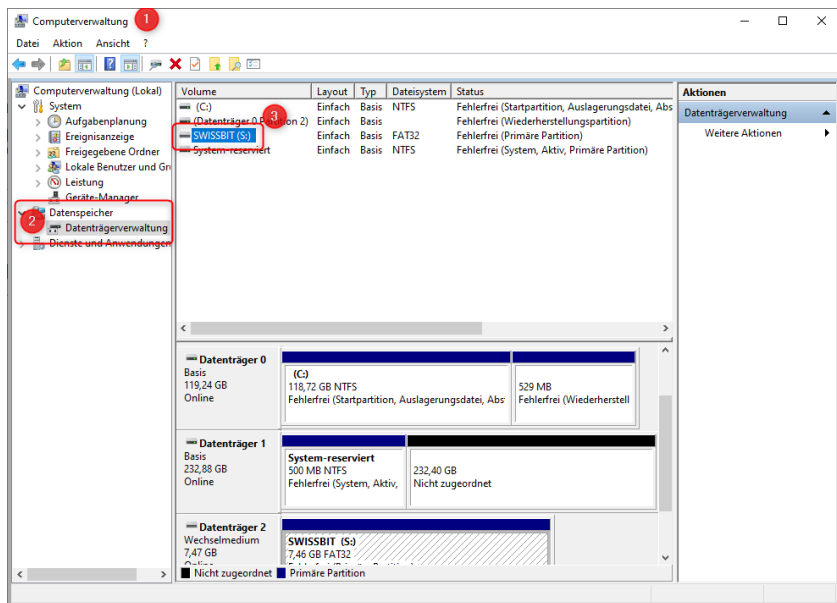 Computerverwaltung 1
Datei Aktion Ansicht ?
Computerverwaltung (Lokal)
System
Aufgabenplanung
Ereignisanzeige
Freigegebene Ordner
Lokale Benutzer und Gru
Leistung
Geräte-Manager
2
Datenspeicher
Datenträgerverwaltung
Dienste und Anwendungen
Volume Layout Typ Dateisystem Status
(C:) Einfach Basis NTFS Fehlerfrei (Startpartition, Auslagerungsdatei, Abs
3
(Datenträger 0 Partition 2) Einfach Basis Fehlerfrei (Wiederherstellungspartition)
SWISSBIT (S:) Einfach Basis FAT32 Fehlerfrei (Primäre Partition)
System-reserviert Einfach Basis NTFS Fehlerfrei (System, Aktiv, Primäre Partition)
Datenträger 0
Basis
119,24 GB
Online
(C:)
118,72 GB NTFS
Fehlerfrei (Startpartition, Auslagerungsdatei, Abs
529 MB
Fehlerfrei (Wiederherstell
Datenträger 1
Basis
232,88 GB
Online
System-reserviert
500 MB NTFS
Fehlerfrei (System, Aktiv,
232,40 GB
Nicht zugeordnet
Datenträger 2
Wechselmedium
7,47 GB
SWISSBIT (S:)
7,46 GB FAT32
Nicht zugeordnet Primäre Partition
Aktionen
Datenträgerverwaltung
Weitere Aktionen